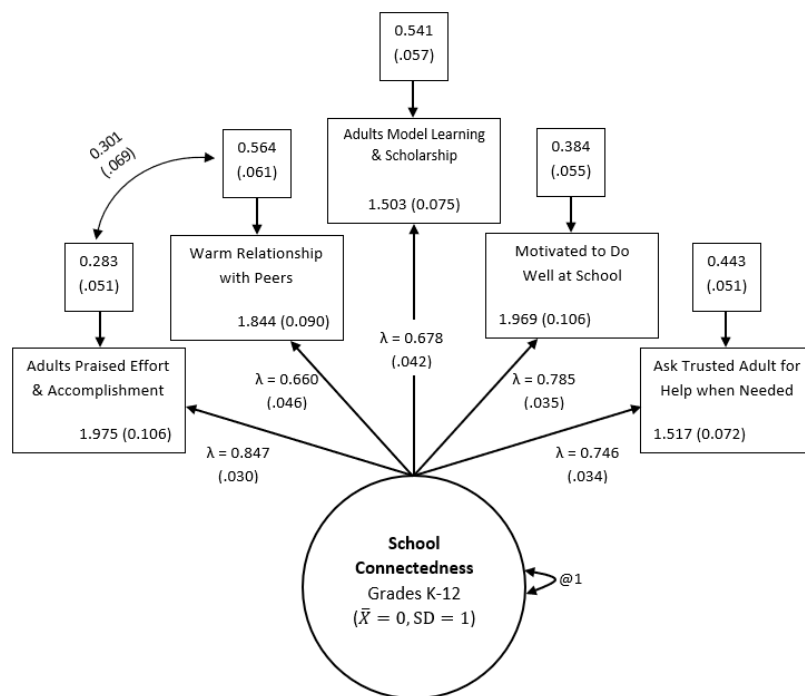 0.541
(.057)
0.301
(.069)
0.564
(.061)
Adults Model Learning
& Scholarship
1.503 (0.075)
0.384
(.055)
0.283
(.051)
Warm Relationship
with Peers
1.844 (0.090)
Motivated to Do
Well at School
1.969 (0.106)
0.443
(.051)
Adults Praised Effort
& Accomplishment
1.975 (0.106)
λ = 0.660
(.046)
λ = 0.678
(.042)
λ = 0.785
(.035)
Ask Trusted Adult for
Help when Needed
1.517 (0.072)
λ = 0.847
(.030)
λ = 0.746
(.034)
School
Connectedness
Grades K-12
(X̄ = 0, SD = 1)
@1